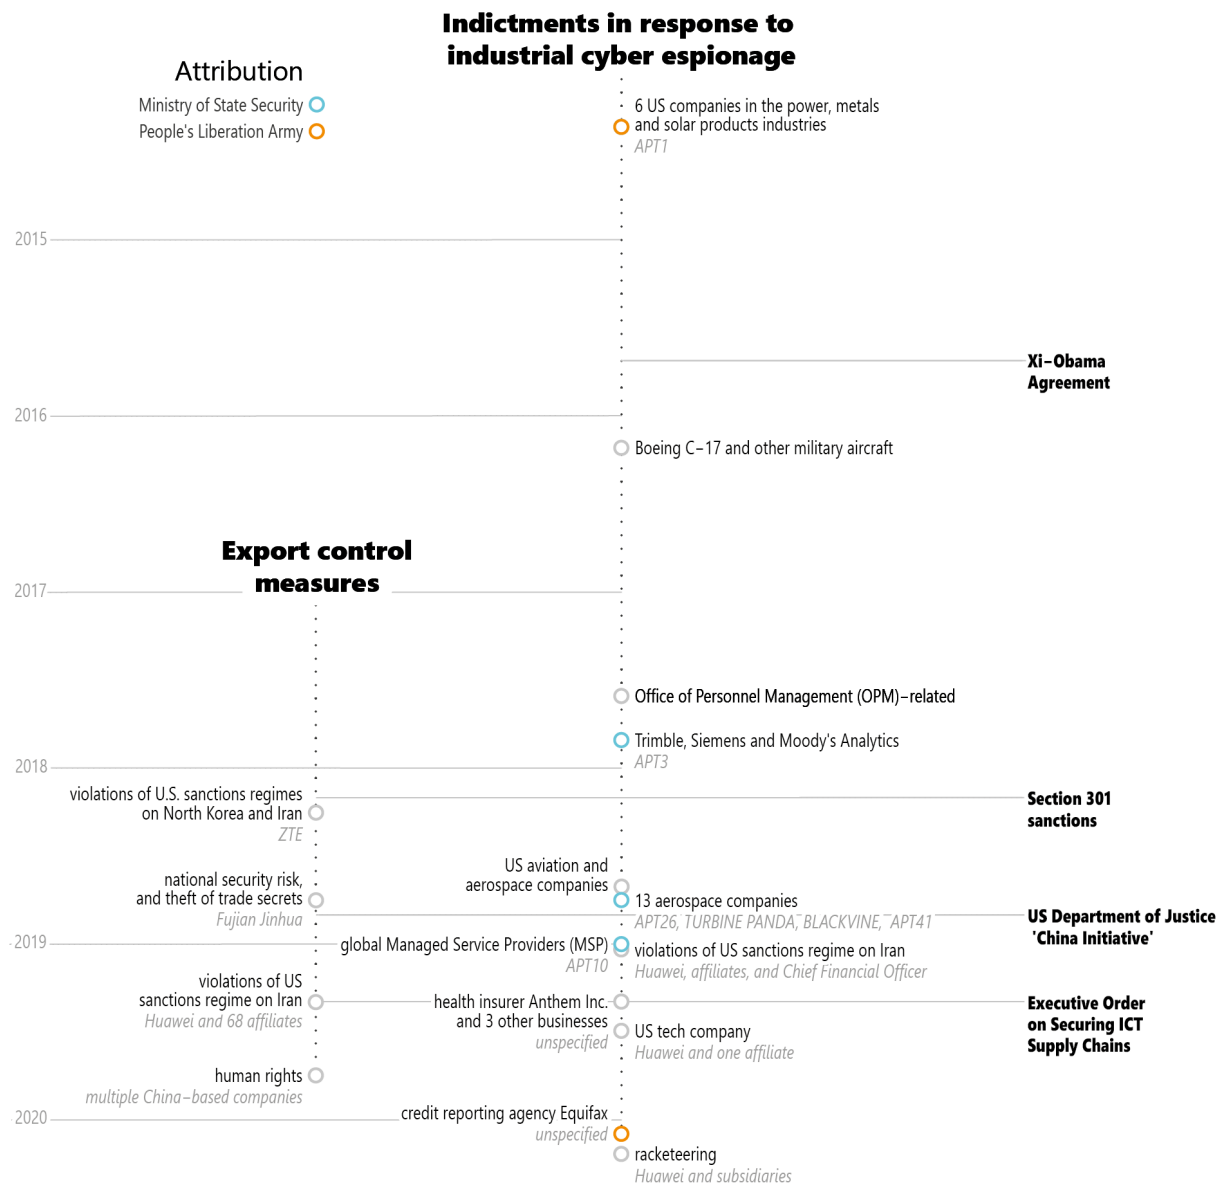 Indictments in response to
industrial cyber espionage
Attribution
Ministry of State Security
People's Liberation Army
6 US companies in the power, metals
and solar products industries
APT1
2015
Xi–Obama
Agreement
2016
Boeing C–17 and other military aircraft
Export control
measures
2017
Office of Personnel Management (OPM)–related
Trimble, Siemens and Moody's Analytics
APT3
2018
violations of U.S. sanctions regimes
on North Korea and Iran
ZTE
Section 301
sanctions
US aviation and
aerospace companies
national security risk,
and theft of trade secrets
Fujian Jinhua
13 aerospace companies
APT26, TURBINE PANDA, BLACKVINE, APT41
US Department of Justice
'China Initiative'
2019
global Managed Service Providers (MSP)
APT10
violations of US sanctions regime on Iran
Huawei, affiliates, and Chief Financial Officer
violations of US
sanctions regime on Iran
Huawei and 68 affiliates
health insurer Anthem Inc.
and 3 other businesses
unspecified
Executive Order
on Securing ICT
Supply Chains
US tech company
Huawei and one affiliate
human rights
multiple China–based companies
2020
credit reporting agency Equifax
unspecified
racketeering
Huawei and subsidiaries